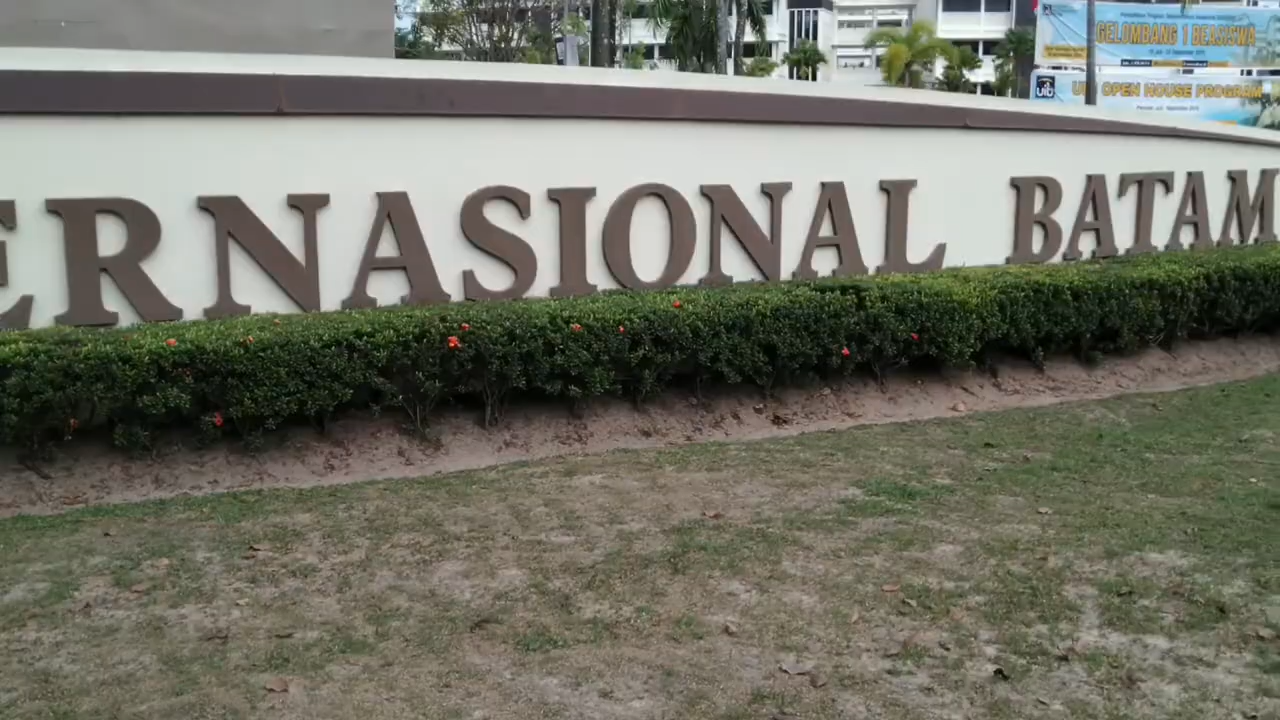 GELOMBANG 1 BEASISWA
uib
OPEN HOUSE PROGRAM
ERNASIONAL BATAM